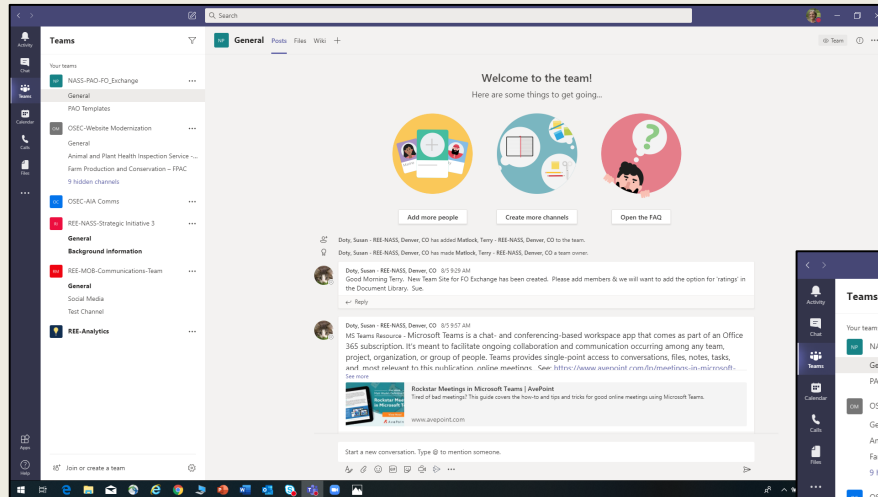 Search
Activity
Chat
Teams
Calendar
Calls
Files
Apps
Help
Teams
Your teams
NP NASS-PAO-FO_Exchange
General
PAO Templates
OM OSEC-Website Modernization
General
Animal and Plant Health Inspection Service -...
Farm Production and Conservation – FPAC
9 hidden channels
OSEC-AIA Comms
REE-NASS-Strategic Initiative 3
General
Background information
RM REE-MOB-Communications-Team
General
Social Media
Test Channel
REE-Analytics
Join or create a team
NP General Posts Files Wiki +
Team
Welcome to the team!
Here are some things to get going...
Add more people
Create more channels
Open the FAQ
Doty, Susan - REE-NASS, Denver, CO has added Matlock, Terry - REE-NASS, Denver, CO to the team.
Doty, Susan - REE-NASS, Denver, CO has made Matlock, Terry - REE-NASS, Denver, CO a team owner.
Doty, Susan - REE-NASS, Denver, CO 8/5 9:29 AM
Good Morning Terry. New Team Site for FO Exchange has been created. Please add members & we will want to add the option for 'ratings' in
the Document Library. Sue.
Reply
Doty, Susan - REE-NASS, Denver, CO 8/5 9:57 AM
MS Teams Resource - Microsoft Teams is a chat- and conferencing-based workspace app that comes as part of an Office
365 subscription. It's meant to facilitate ongoing collaboration and communication occurring among any team,
project, organization, or group of people. Teams provides single-point access to conversations, files, notes, tasks,
and, most relevant to this publication, online meetings. See: https://www.avepoint.com/lp/meetings-in-microsoft-...
See more
Rockstar Meetings in Microsoft Teams | AvePoint
Tired of bad meetings? This guide covers the how-to and tips and tricks for good online meetings using Microsoft Teams.
www.avepoint.com
Start a new conversation. Type @ to mention someone.
Activity
Chat
Teams
Calendar
Calls
Files
Teams
Your team
NP NA
Ge
PA
OM OS
Ge
An
Fa
9 h
OS